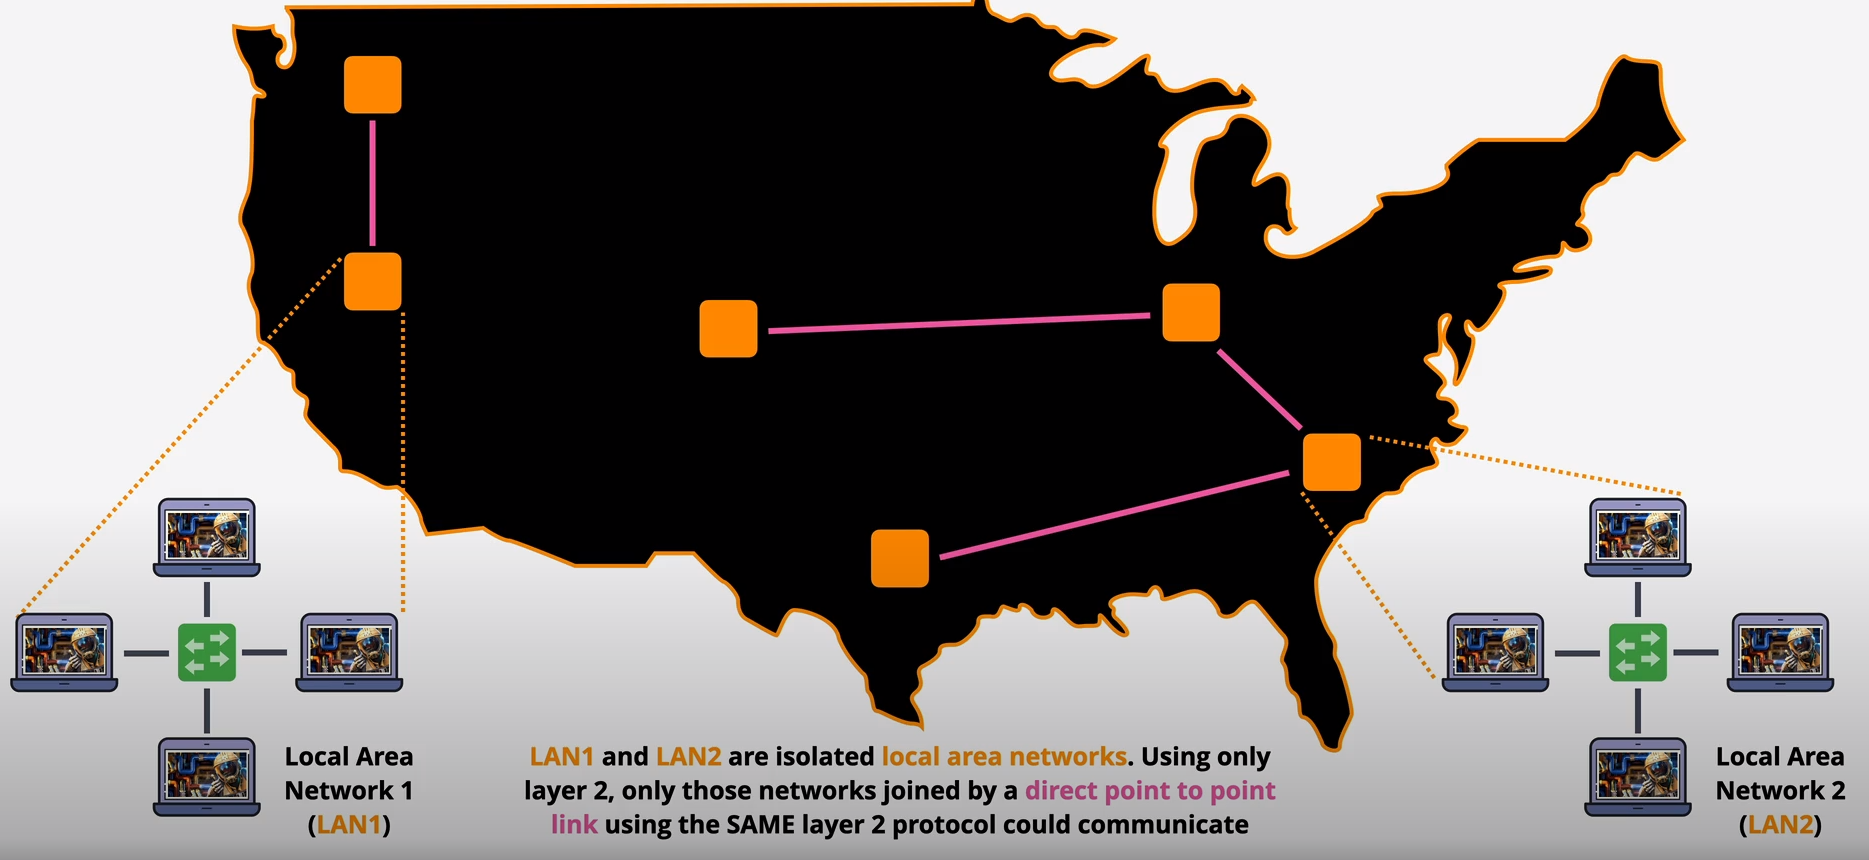 Local Area
Network 1
(LAN1)
LAN1 and LAN2 are isolated local area networks. Using only
layer 2, only those networks joined by a direct point to point
link using the SAME layer 2 protocol could communicate
Local Area
Network 2
(LAN2)